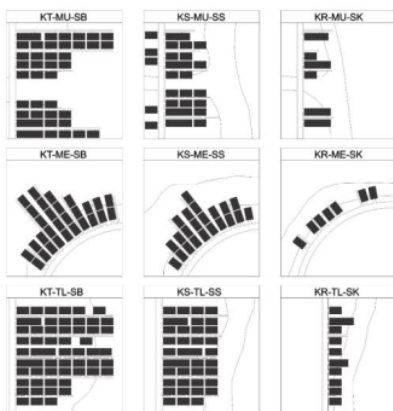 KT-MU-SB
KS-MU-SS
KR-MU-SK
KT-ME-SB
KS-ME-SS
KR-ME-SK
KT-TL-SB
KS-TL-SS
KR-TL-SK